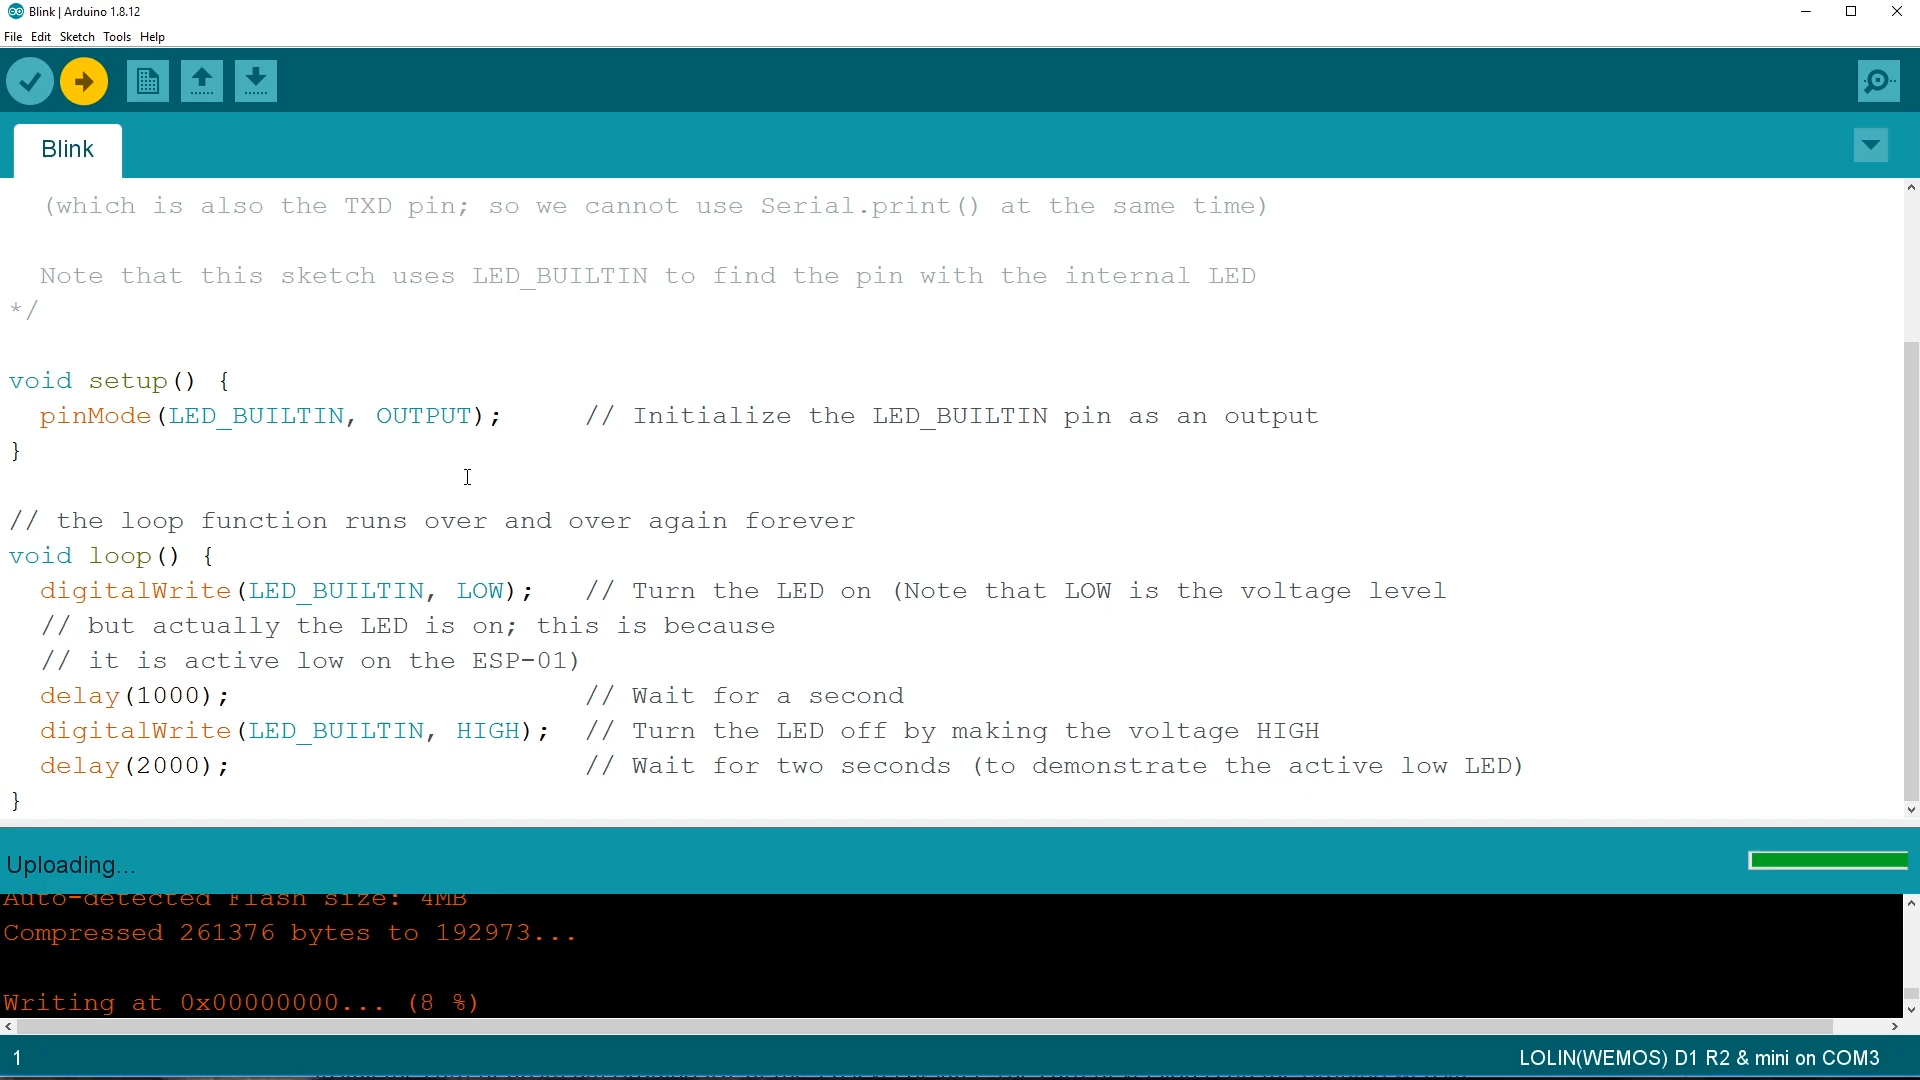 Blink | Arduino 1.8.12
File Edit Sketch Tools Help
Blink
(which is also the TXD pin; so we cannot use Serial.print() at the same time)
Note that this sketch uses LED_BUILTIN to find the pin with the internal LED
*/
void setup() {
pinMode(LED_BUILTIN, OUTPUT); // Initialize the LED_BUILTIN pin as an output
}
// the loop function runs over and over again forever
void loop() {
digitalWrite(LED_BUILTIN, LOW); // Turn the LED on (Note that LOW is the voltage level
// but actually the LED is on; this is because
// it is active low on the ESP-01)
delay(1000); // Wait for a second
digitalWrite(LED_BUILTIN, HIGH); // Turn the LED off by making the voltage HIGH
delay(2000); // Wait for two seconds (to demonstrate the active low LED)
}
Uploading...
Auto-detected Flash size: 4MB
Compressed 261376 bytes to 192973...
Writing at 0x00000000... (8 %)
1 LOLIN(WEMOS) D1 R2 & mini on COM3